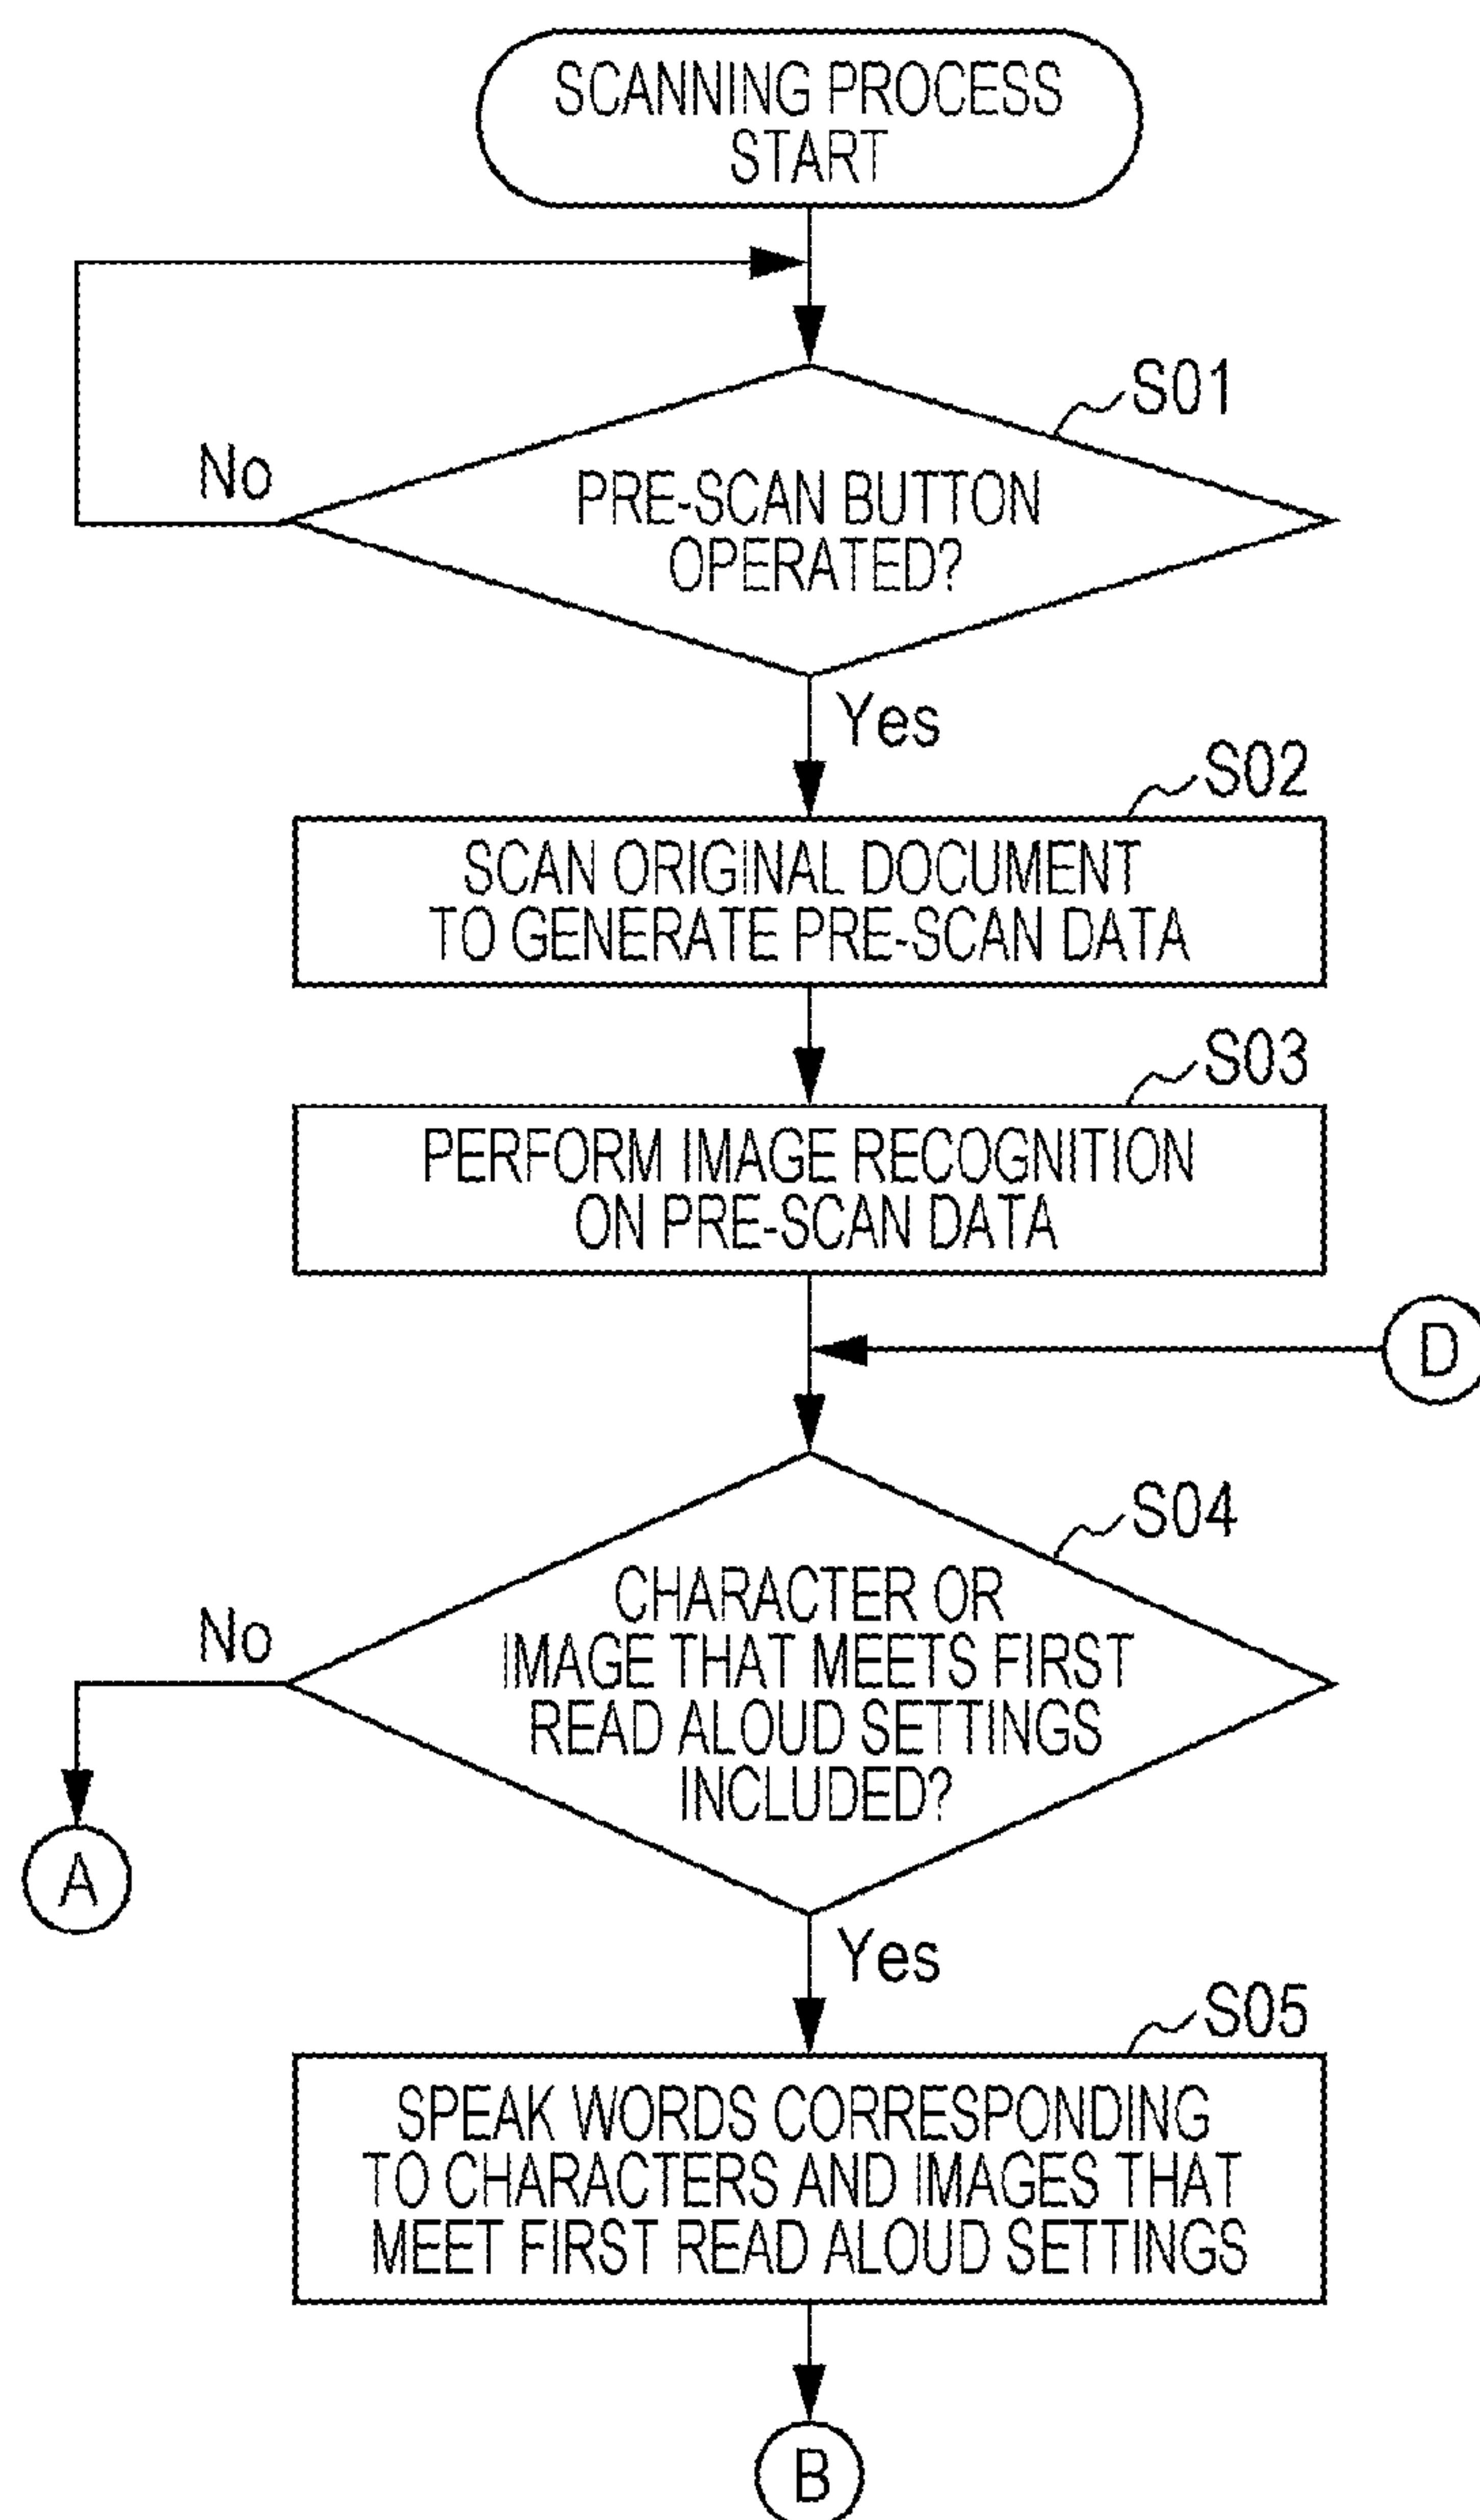 SCANNING PROCESS
START
S01
No
PRE-SCAN BUTTON
OPERATED?
Yes
S02
SCAN ORIGINAL DOCUMENT
TO GENERATE PRE-SCAN DATA
S03
PERFORM IMAGE RECOGNITION
ON PRE-SCAN DATA
D
S04
No
CHARACTER OR
IMAGE THAT MEETS FIRST
READ ALOUD SETTINGS
INCLUDED?
A
Yes
S05
SPEAK WORDS CORRESPONDING
TO CHARACTERS AND IMAGES THAT
MEET FIRST READ ALOUD SETTINGS
B